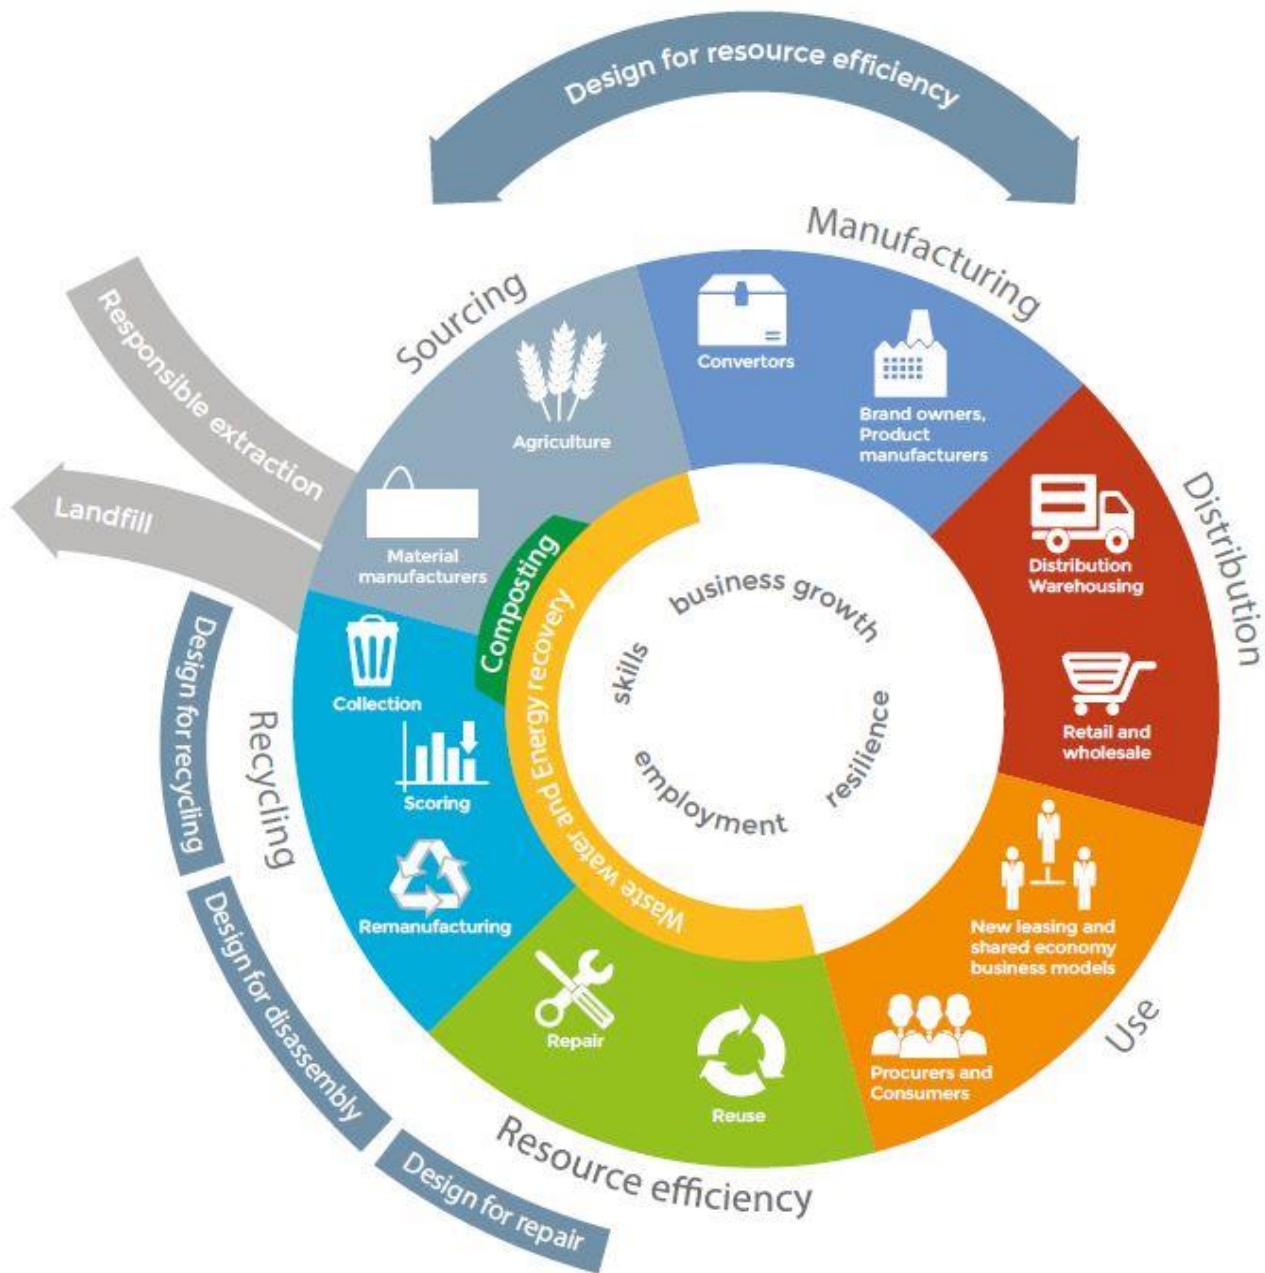 Design for resource efficiency
Manufacturing
Sourcing
Responsible extraction
Landfill
Convertors
Brand owners,
Product
manufacturers
Agriculture
Material
manufacturers
Distribution
Distribution
Warehousing
Retail and
wholesale
Composting
Waste water and Energy recovery
business growth
skills
resilience
employment
Collection
Scoring
Remanufacturing
Recycling
Design for recycling
Design for disassembly
Design for repair
New leasing and
shared economy
business models
Procurers and
Consumers
Use
Repair
Reuse
Resource efficiency